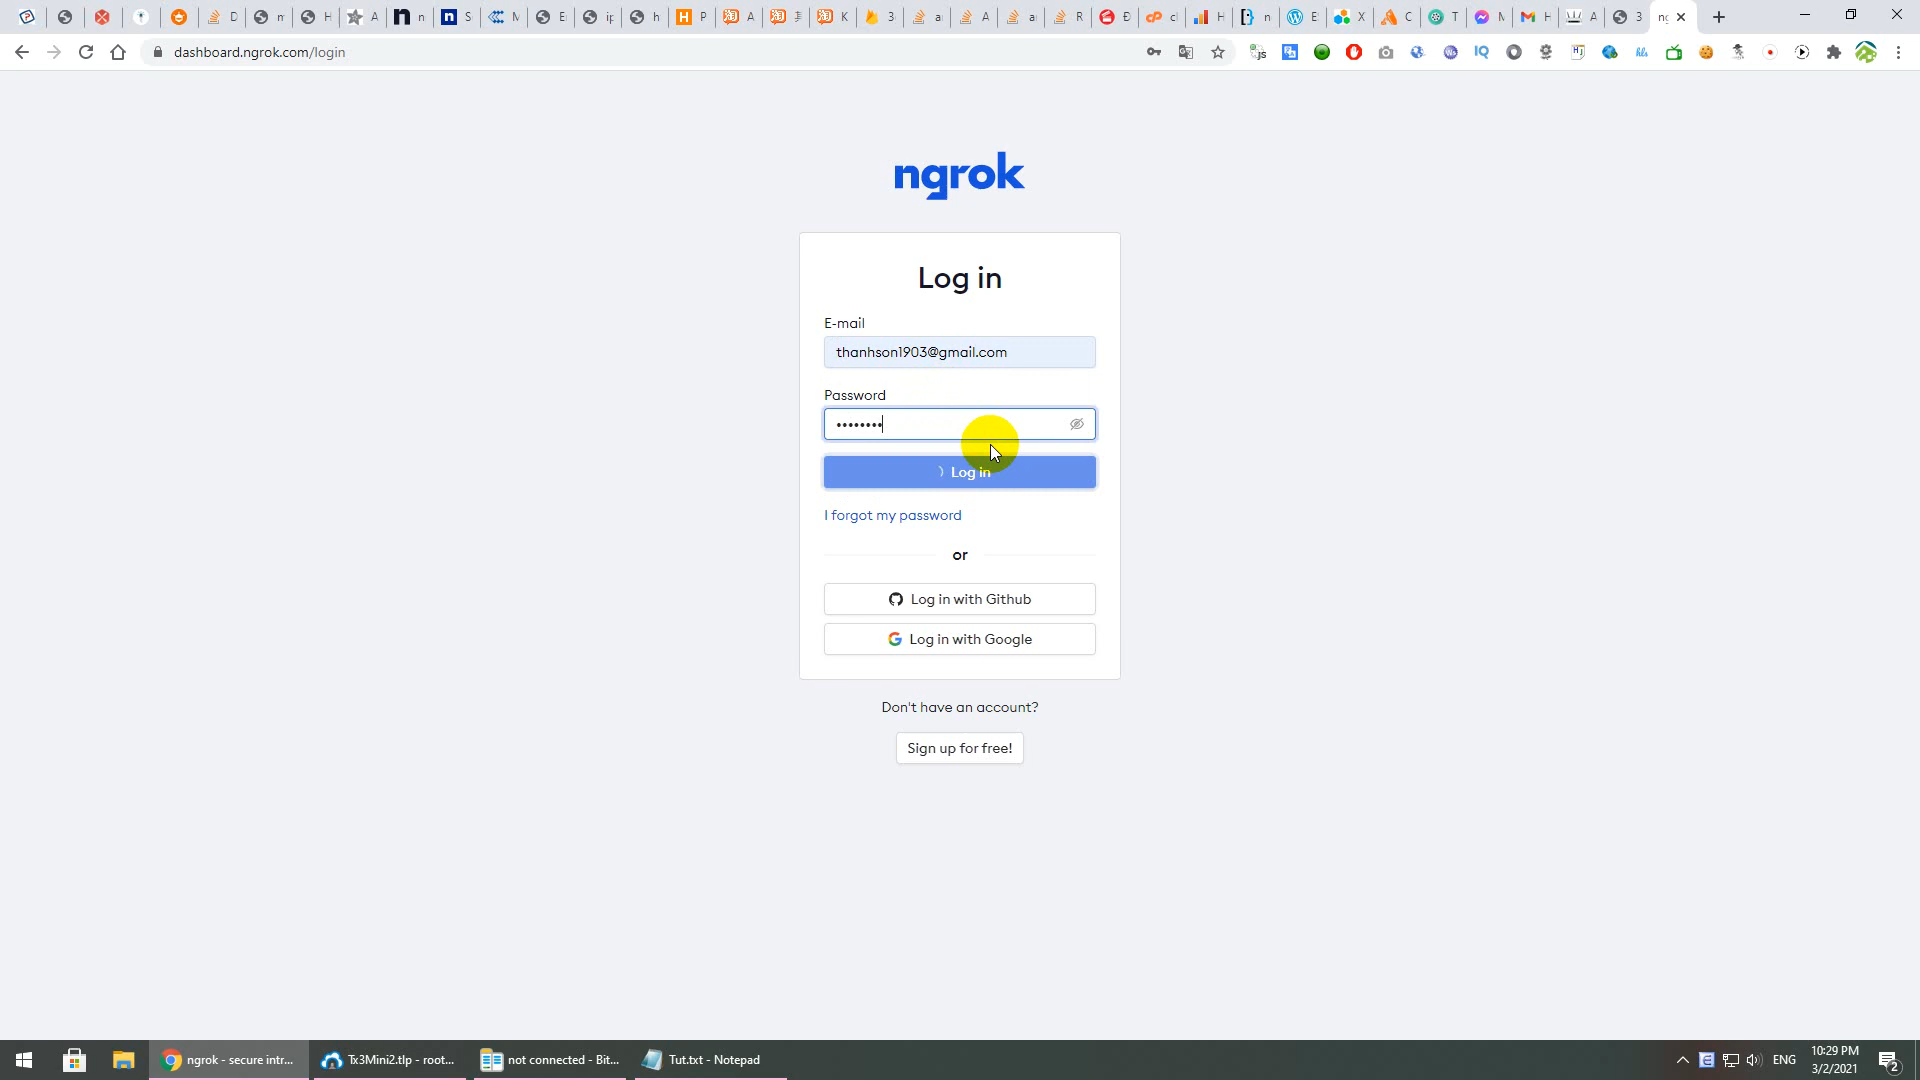 dashboard.ngrok.com/login
ngrok
Log in
E-mail
thanhson1903@gmail.com
Password
Log in
I forgot my password
or
Log in with Github
Log in with Google
Don't have an account?
Sign up for free!
ngrok - secure intr...
Tx3Mini2.tlp - root...
not connected - Bit...
Tut.txt - Notepad
ENG
10:29 PM
3/2/2021
2